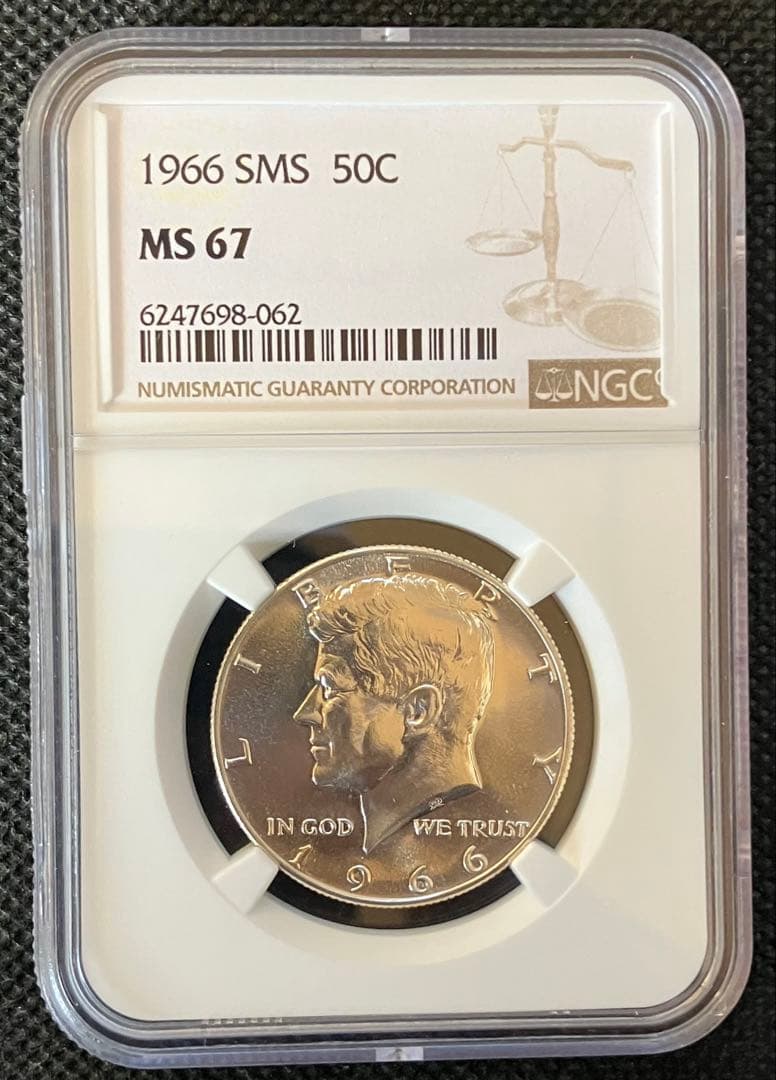 1966 SMS 50C
MS 67
6247698-062
NUMISMATIC GUARANTY CORPORATION
NGC
LIBERTY
IN GOD WE TRUST
1966